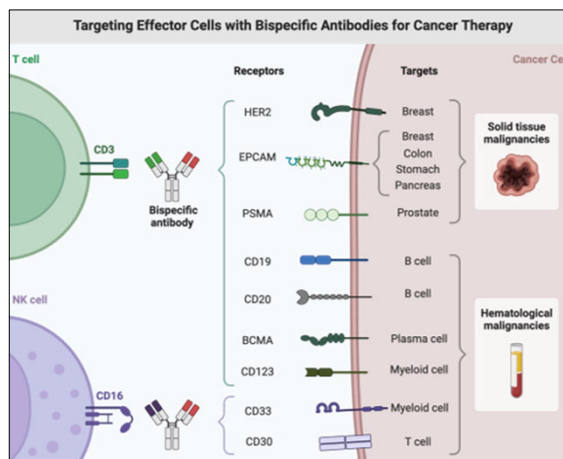 Targeting Effector Cells with Bispecific Antibodies for Cancer Therapy
T cell
Receptors
Targets
Cancer Ce
CD3
Bispecific
antibody
HER2
Breast
EPCAM
Breast
Colon
Stomach
Pancreas
PSMA
Prostate
Solid tissue
malignancies
CD19
B cell
CD20
B cell
BCMA
Plasma cell
CD123
Myeloid cell
Hematological
malignancies
NK cell
CD16
CD33
Myeloid cell
CD30
T cell